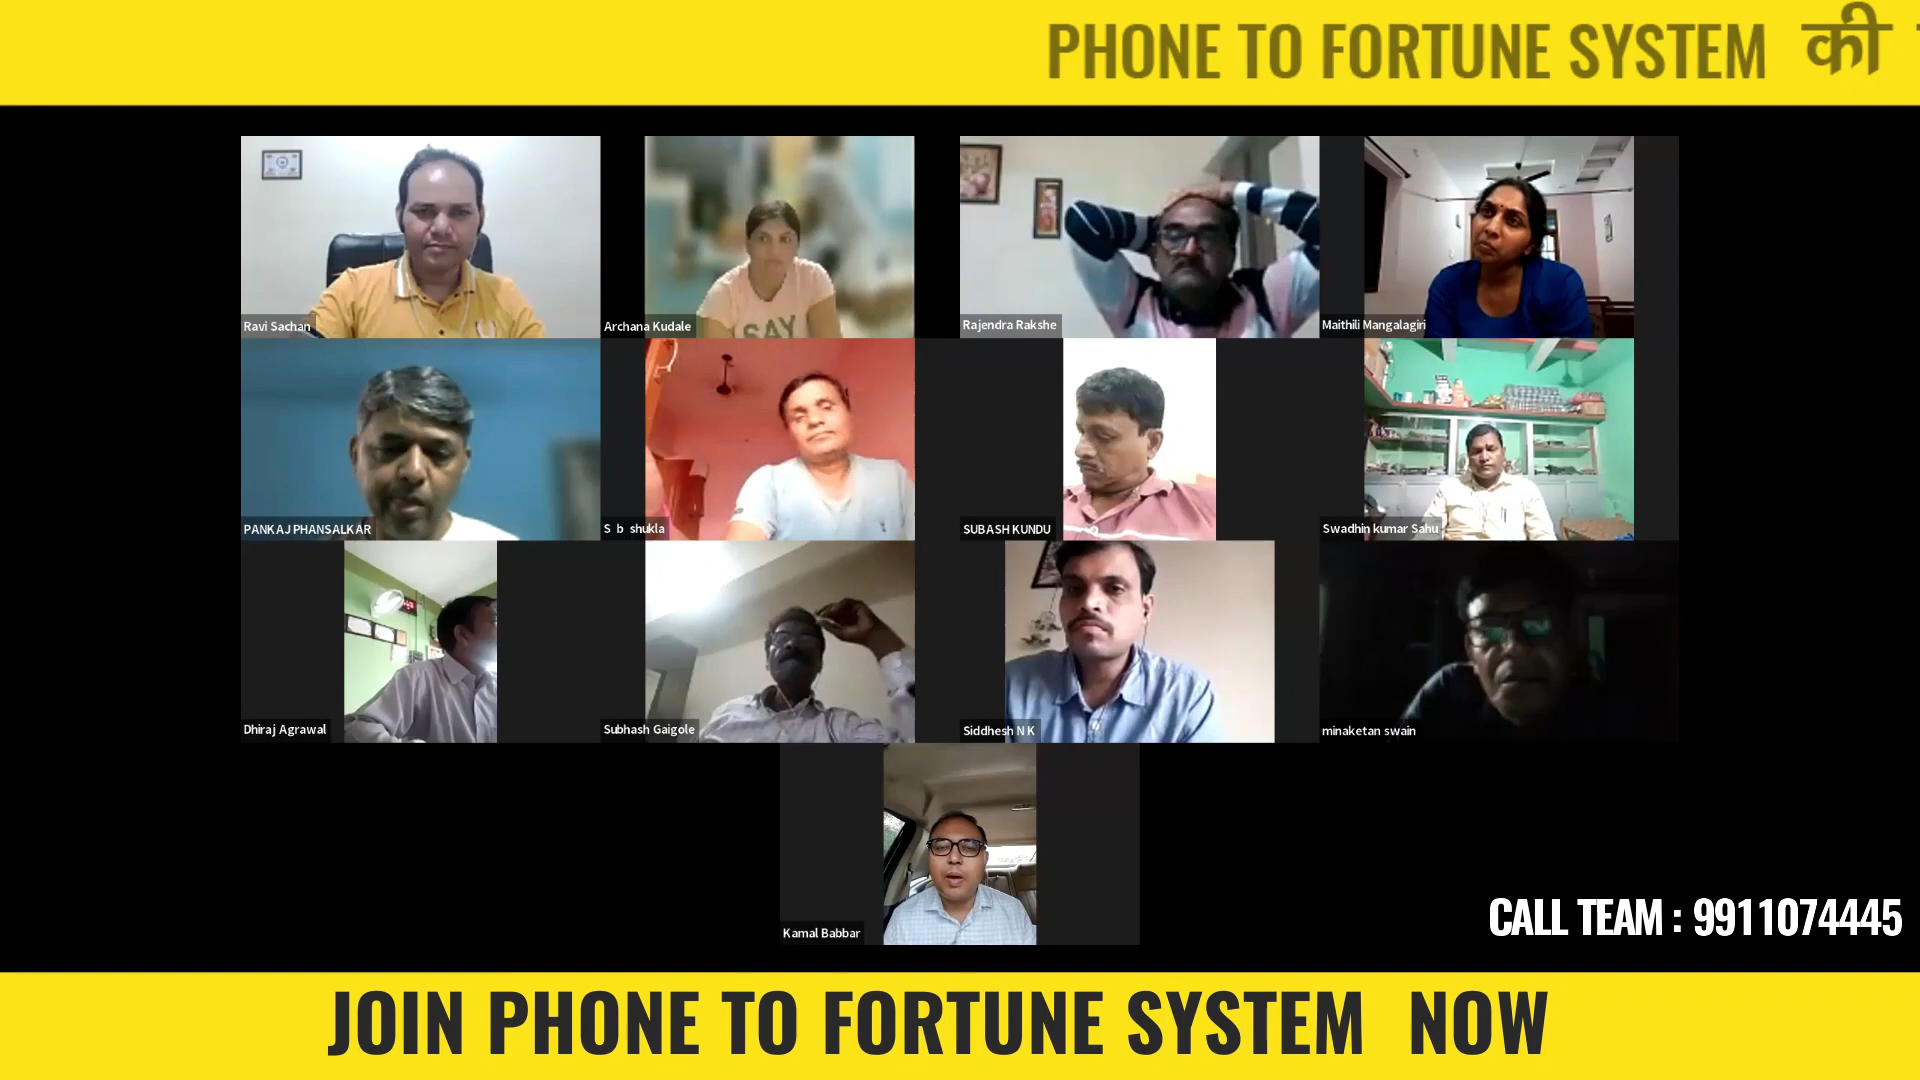 PHONE TO FORTUNE SYSTEM की
Ravi Sachan
Archana Kudale
SAY
Rajendra Rakshe
Maithili Mangalagiri
PANKAJ PHANSALKAR
S b shukla
SUBASH KUNDU
Swadhin kumar Sahu
Dhiraj Agrawal
Subhash Gaigole
Siddhesh N K
minaketan swain
Kamal Babbar
CALL TEAM : 9911074445
JOIN PHONE TO FORTUNE SYSTEM NOW